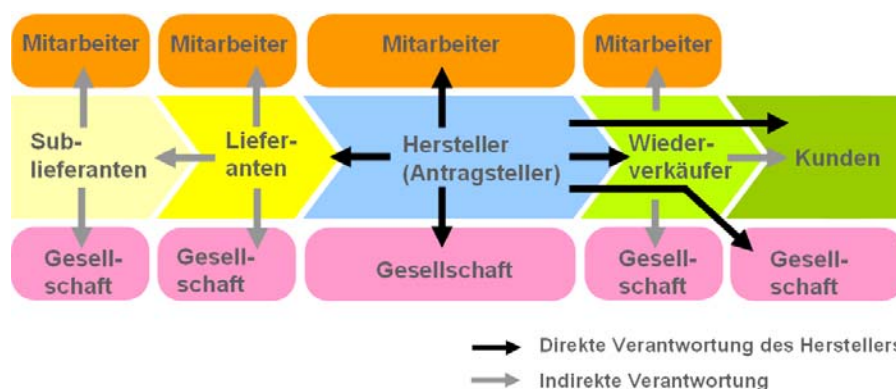 Mitarbeiter
Mitarbeiter
Mitarbeiter
Mitarbeiter
Sub-
lieferanten
Liefer-
anten
Hersteller
(Antragsteller)
Wieder-
verkäufer
Kunden
Gesell-
schaft
Gesell-
schaft
Gesellschaft
Gesell-
schaft
Gesell-
schaft
Direkte Verantwortung des Herstellers
Indirekte Verantwortung